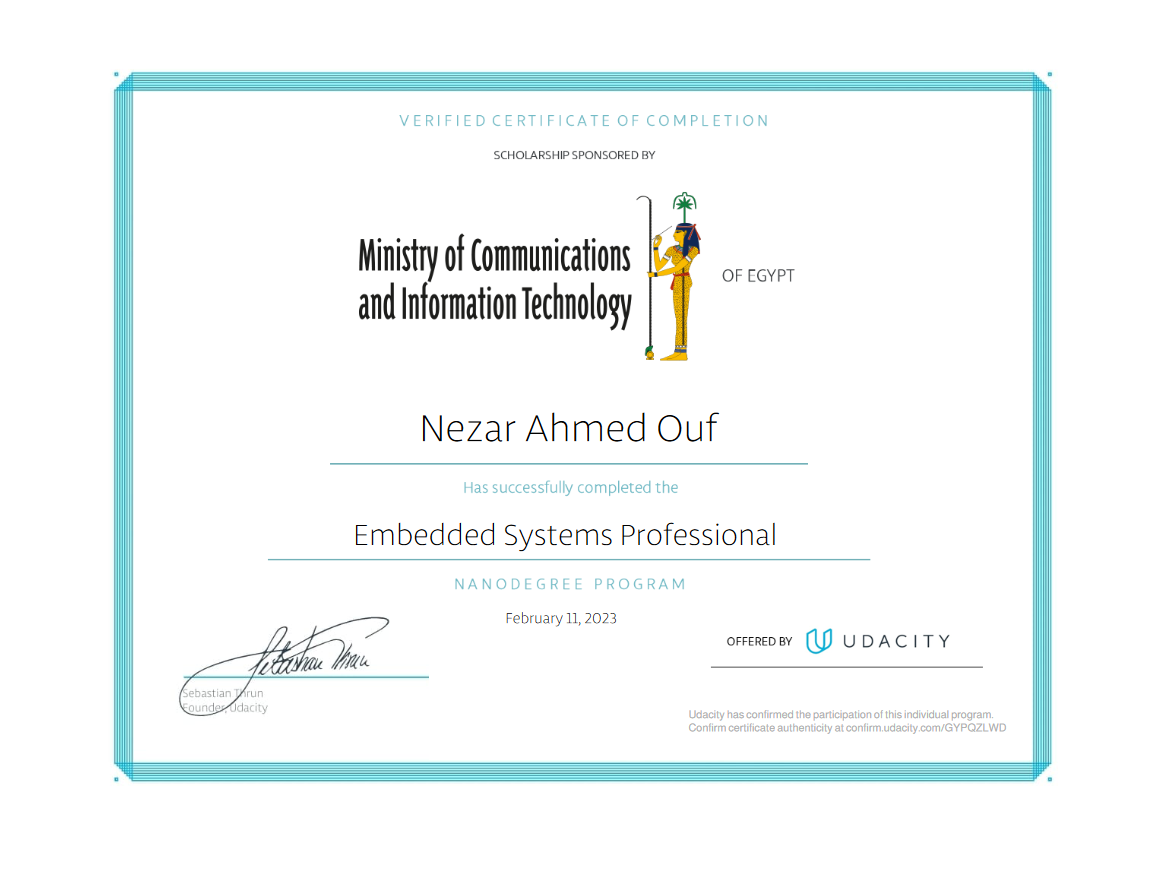 VERIFIED CERTIFICATE OF COMPLETION
SCHOLARSHIP SPONSORED BY
Ministry of Communications
and Information Technology
OF EGYPT
Nezar Ahmed Ouf
Has successfully completed the
Embedded Systems Professional
NANODEGREE PROGRAM
February 11, 2023
Sebastian Thrun
Sebastian Thrun
Founder, Udacity
OFFERED BY UDACITY
Udacity has confirmed the participation of this individual program.
Confirm certificate authenticity at confirm.udacity.com/GYPQZLWD